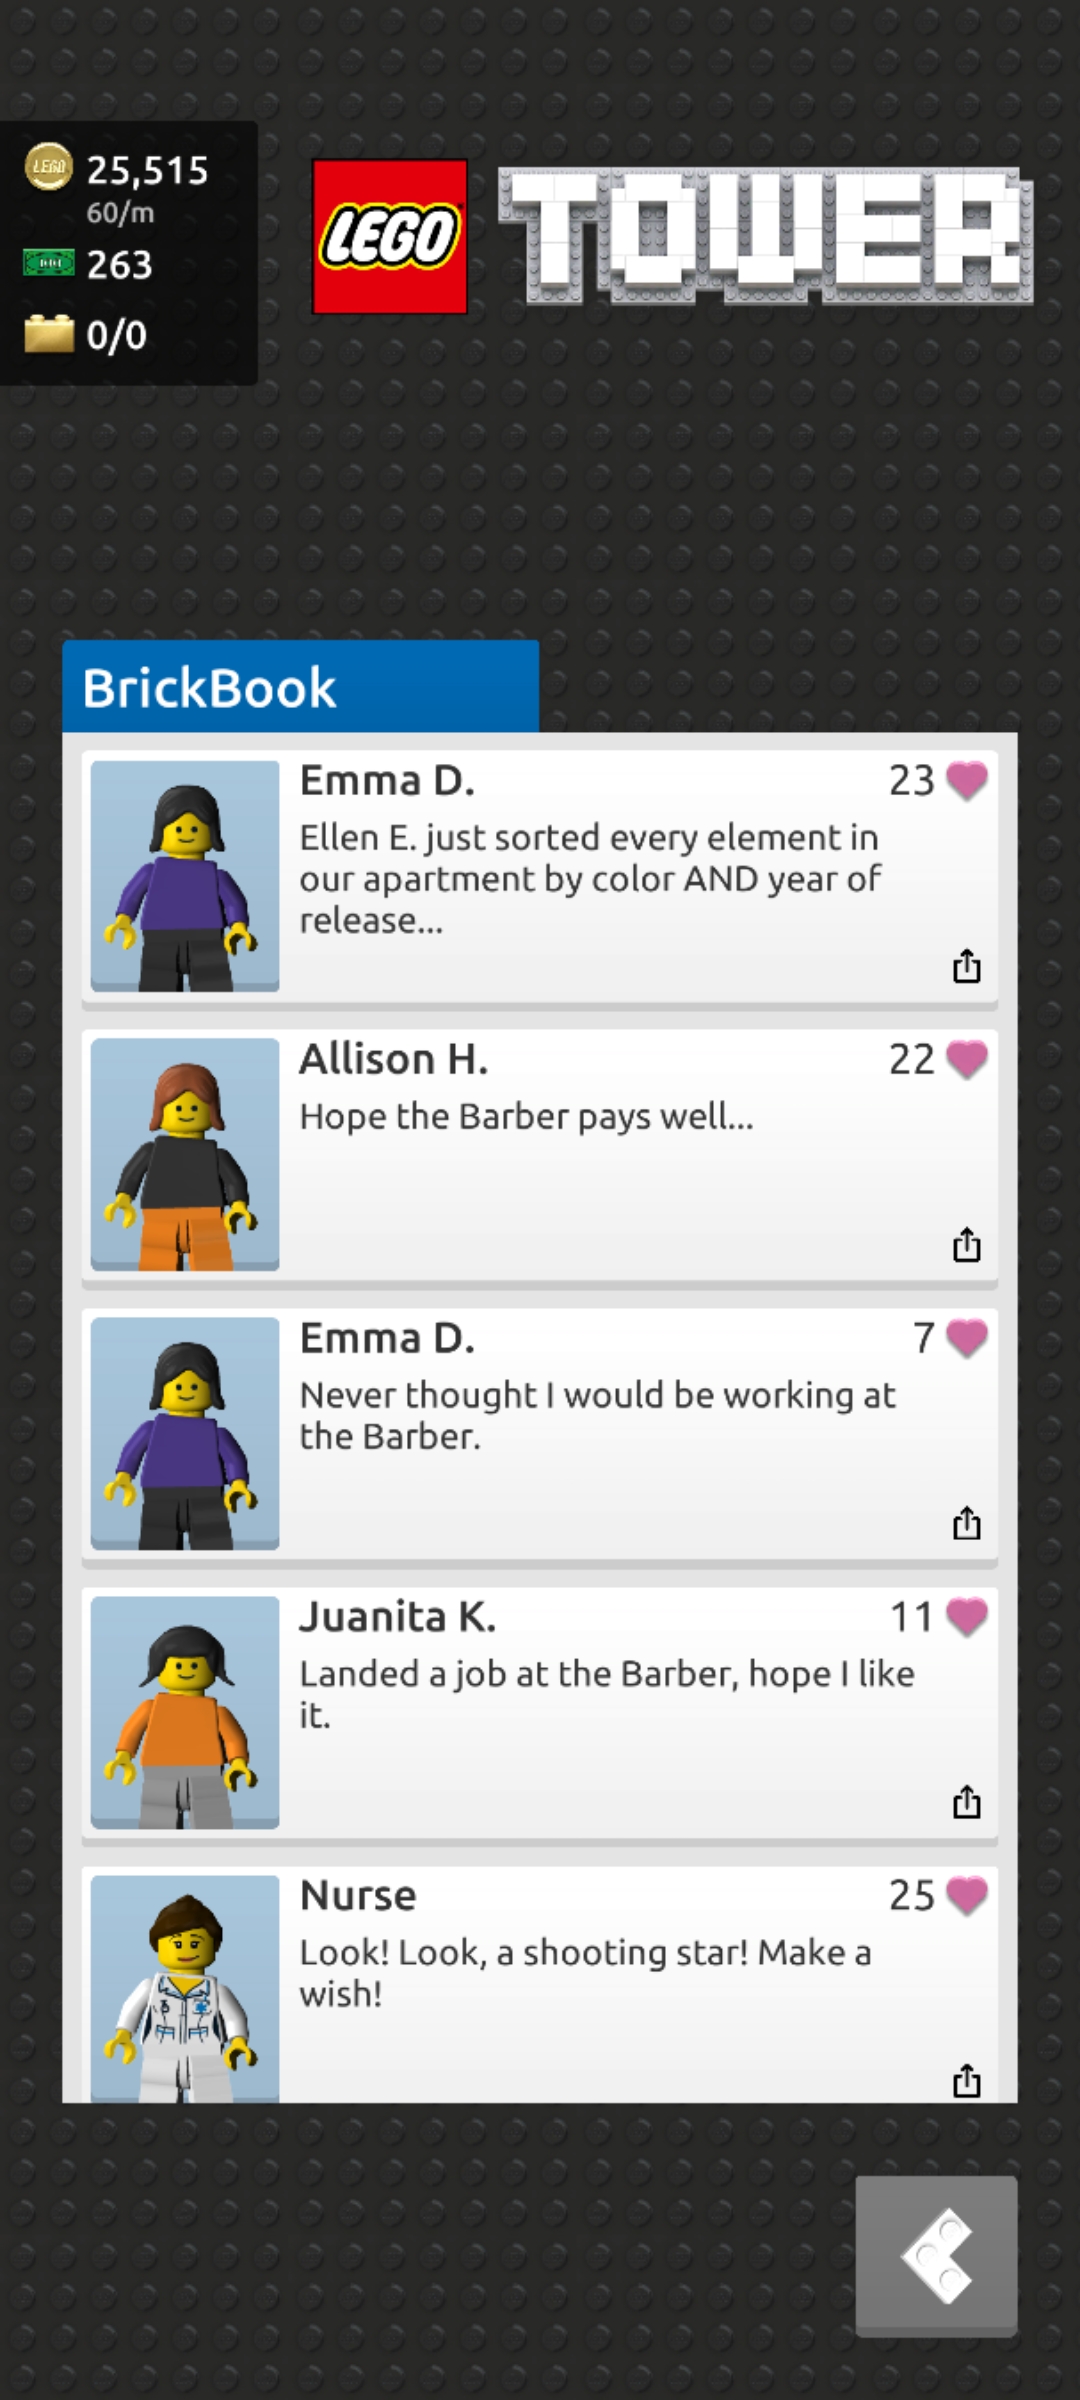 25,515
60/m
263
0/0
LEGO
TOWER
BrickBook
Emma D.
23
Ellen E. just sorted every element in
our apartment by color AND year of
release...
Allison H.
22
Hope the Barber pays well...
Emma D.
7
Never thought I would be working at
the Barber.
Juanita K.
11
Landed a job at the Barber, hope I like
it.
Nurse
25
Look! Look, a shooting star! Make a
wish!